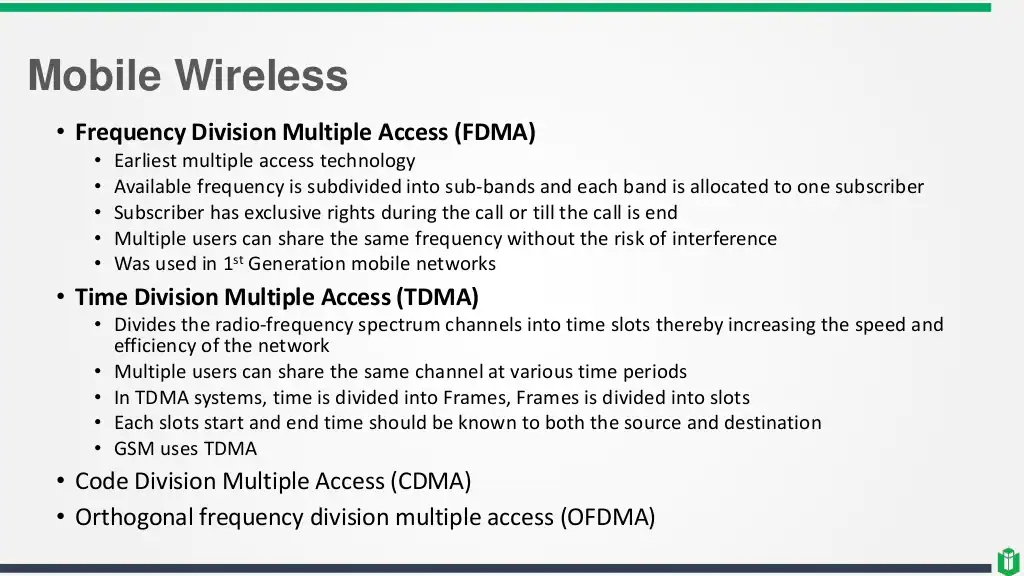 Mobile Wireless
• Frequency Division Multiple Access (FDMA)
• Earliest multiple access technology
• Available frequency is subdivided into sub-bands and each band is allocated to one subscriber
• Subscriber has exclusive rights during the call or till the call is end
• Multiple users can share the same frequency without the risk of interference
• Was used in 1st Generation mobile networks
• Time Division Multiple Access (TDMA)
• Divides the radio-frequency spectrum channels into time slots thereby increasing the speed and
efficiency of the network
• Multiple users can share the same channel at various time periods
• In TDMA systems, time is divided into Frames, Frames is divided into slots
• Each slots start and end time should be known to both the source and destination
• GSM uses TDMA
• Code Division Multiple Access (CDMA)
• Orthogonal frequency division multiple access (OFDMA)